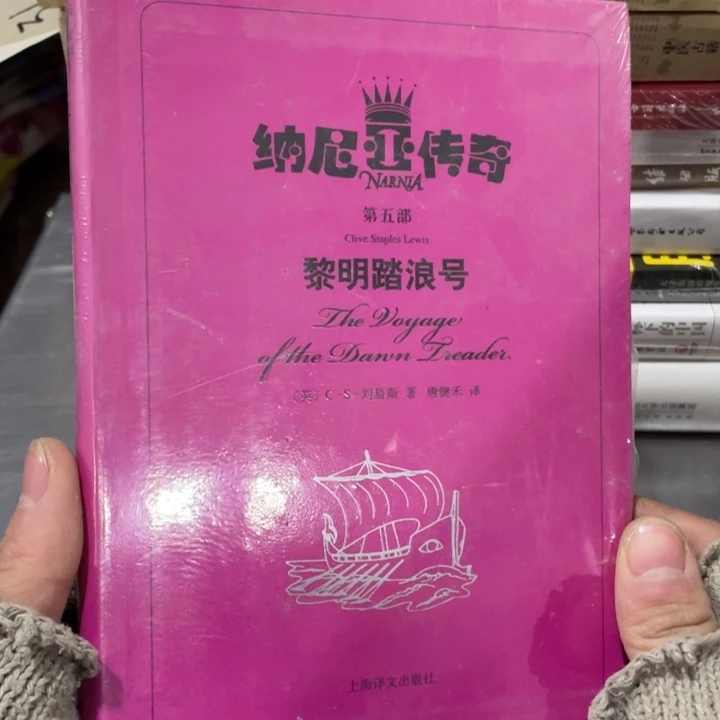 纳尼亚传奇
NARNIA
第五部
Clive Staples Lewis
黎明踏浪号
The Voyage
of the Dawn Treader.
[英] C·S·刘易斯 著 唐健禾 译
上海译文出版社